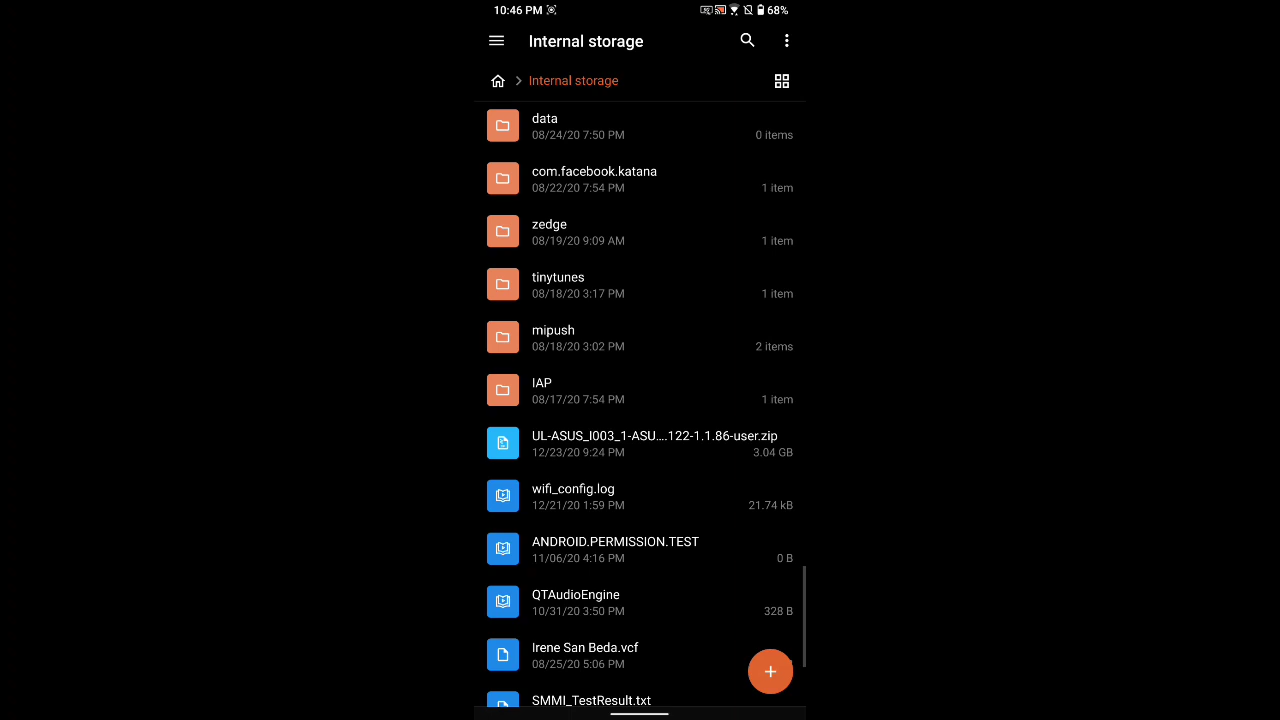 10:46 PM 68%
Internal storage
Internal storage
data
08/24/20 7:50 PM 0 items
com.facebook.katana
08/22/20 7:54 PM 1 item
zedge
08/19/20 9:09 AM 1 item
tinytunes
08/18/20 3:17 PM 1 item
mipush
08/18/20 3:02 PM 2 items
IAP
08/17/20 7:54 PM 1 item
UL-ASUS_I003_1-ASU....122-1.1.86-user.zip
12/23/20 9:24 PM 3.04 GB
wifi_config.log
12/21/20 1:59 PM 21.74 kB
ANDROID.PERMISSION.TEST
11/06/20 4:16 PM 0 B
QTAudioEngine
10/31/20 3:50 PM 328 B
Irene San Beda.vcf
08/25/20 5:06 PM
SMMI_TestResult.txt